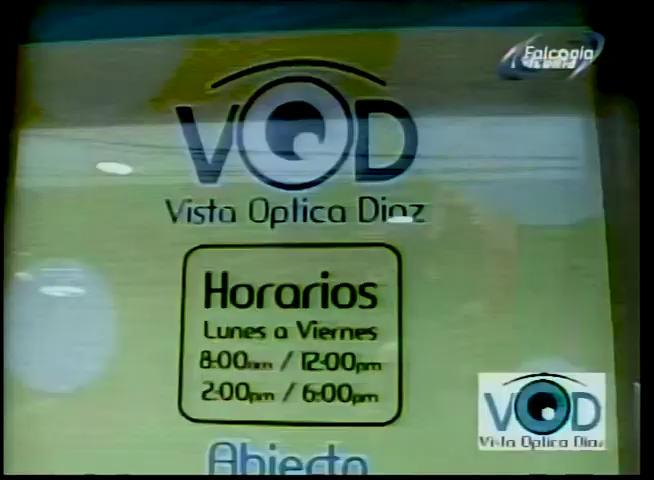 Falconia
VOD
Vista Optica Diaz
Horarios
Lunes a Viernes
8:00am / 12:00pm
2:00pm / 6:00pm
Abierto
VOD
Vista Optica Diaz